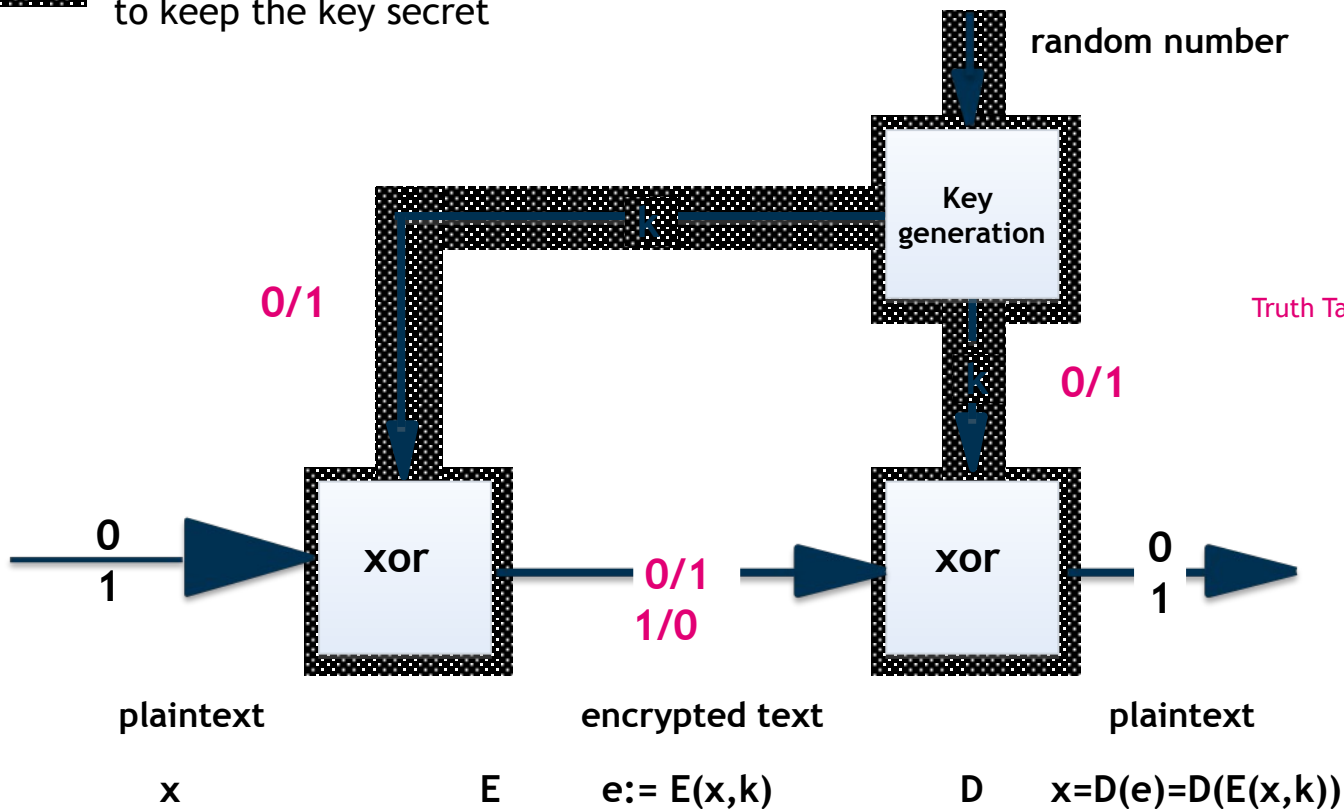 to keep the key secret
random number
Key
generation
k
0/1
Truth Ta
k
0/1
0
1
xor
0/1
1/0
xor
0
1
plaintext
encrypted text
plaintext
x
E
e:= E(x,k)
D
x=D(e)=D(E(x,k))